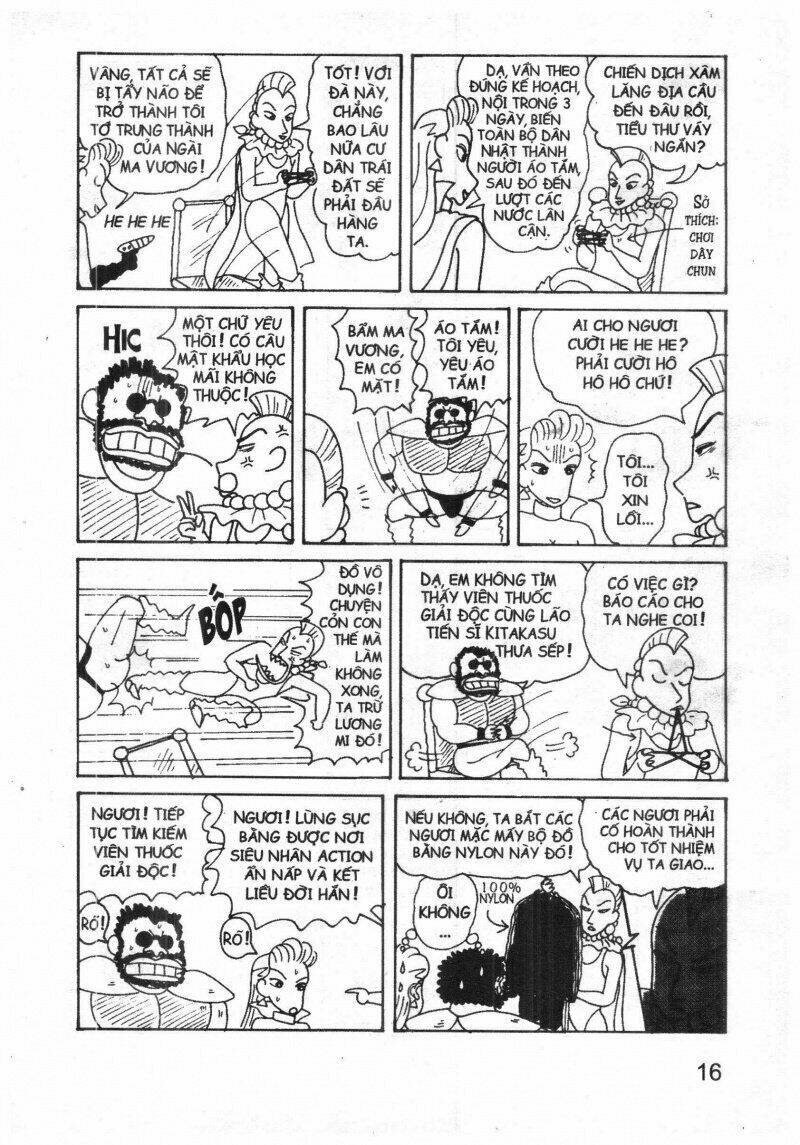 CHIẾN DỊCH XÂM
LĂNG ĐỊA CẦU
ĐẾN ĐÂU RỒI,
TIỂU THƯ VÁY
NGẮN?
SỞ
THÍCH:
CHƠI
DÂY
CHUN
DẠ, VẪN THEO
ĐÚNG KẾ HOẠCH,
NỘI TRONG 3
NGÀY, BIẾN
TOÀN BỘ DÂN
NHẬT THÀNH
NGƯỜI ÁO TẮM,
SAU ĐÓ ĐẾN
LƯỢT CÁC
NƯỚC LÂN
CẬN.
TỐT! VỚI
ĐÀ NÀY,
CHẲNG
BAO LÂU
NỮA CƯ
DÂN TRÁI
ĐẤT SẼ
PHẢI ĐẦU
HÀNG
TA.
VÂNG, TẤT CẢ SẼ
BỊ TẨY NÃO ĐỂ
TRỞ THÀNH TÔI
TỚ TRUNG THÀNH
CỦA NGÀI
MA VƯƠNG!
HE HE HE
AI CHO NGƯƠI
CƯỜI HE HE HE?
PHẢI CƯỜI HÔ
HÔ HÔ CHỨ!
TÔI...
TÔI
XIN
LỖI...
ÁO TẮM!
TÔI YÊU,
YÊU ÁO
TẮM!
BẨM MA
VƯƠNG,
EM CÓ
MẶT!
MỘT CHỮ YÊU
THÔI! CÓ CÂU
MẬT KHẨU HỌC
MÃI KHÔNG
THUỘC!
HIC
CÓ VIỆC GÌ?
BÁO CÁO CHO
TA NGHE COI!
DẠ, EM KHÔNG TÌM
THẤY VIÊN THUỐC
GIẢI ĐỘC CÙNG LÃO
TIẾN SĨ KITAKASU
THƯA SẾP!
ĐỒ VÔ
DỤNG!
CHUYỆN
CỎN CON
THẾ MÀ
LÀM
KHÔNG
XONG,
TA TRỪ
LƯƠNG
MI ĐÓ!
BỐP
CÁC NGƯƠI PHẢI
CỐ HOÀN THÀNH
CHO TỐT NHIỆM
VỤ TA GIAO...
NẾU KHÔNG, TA BẮT CÁC
NGƯƠI MẶC MẤY BỘ ĐỒ
BẰNG NYLON NÀY ĐÓ!
100%
NYLON
ÔI
KHÔNG
...
NGƯƠI! LÙNG SỤC
BẰNG ĐƯỢC NƠI
SIÊU NHÂN ACTION
ẨN NẤP VÀ KẾT
LIỄU ĐỜI HẮN!
RÕ!
NGƯƠI! TIẾP
TỤC TÌM KIẾM
VIÊN THUỐC
GIẢI ĐỘC!
RÕ!
16